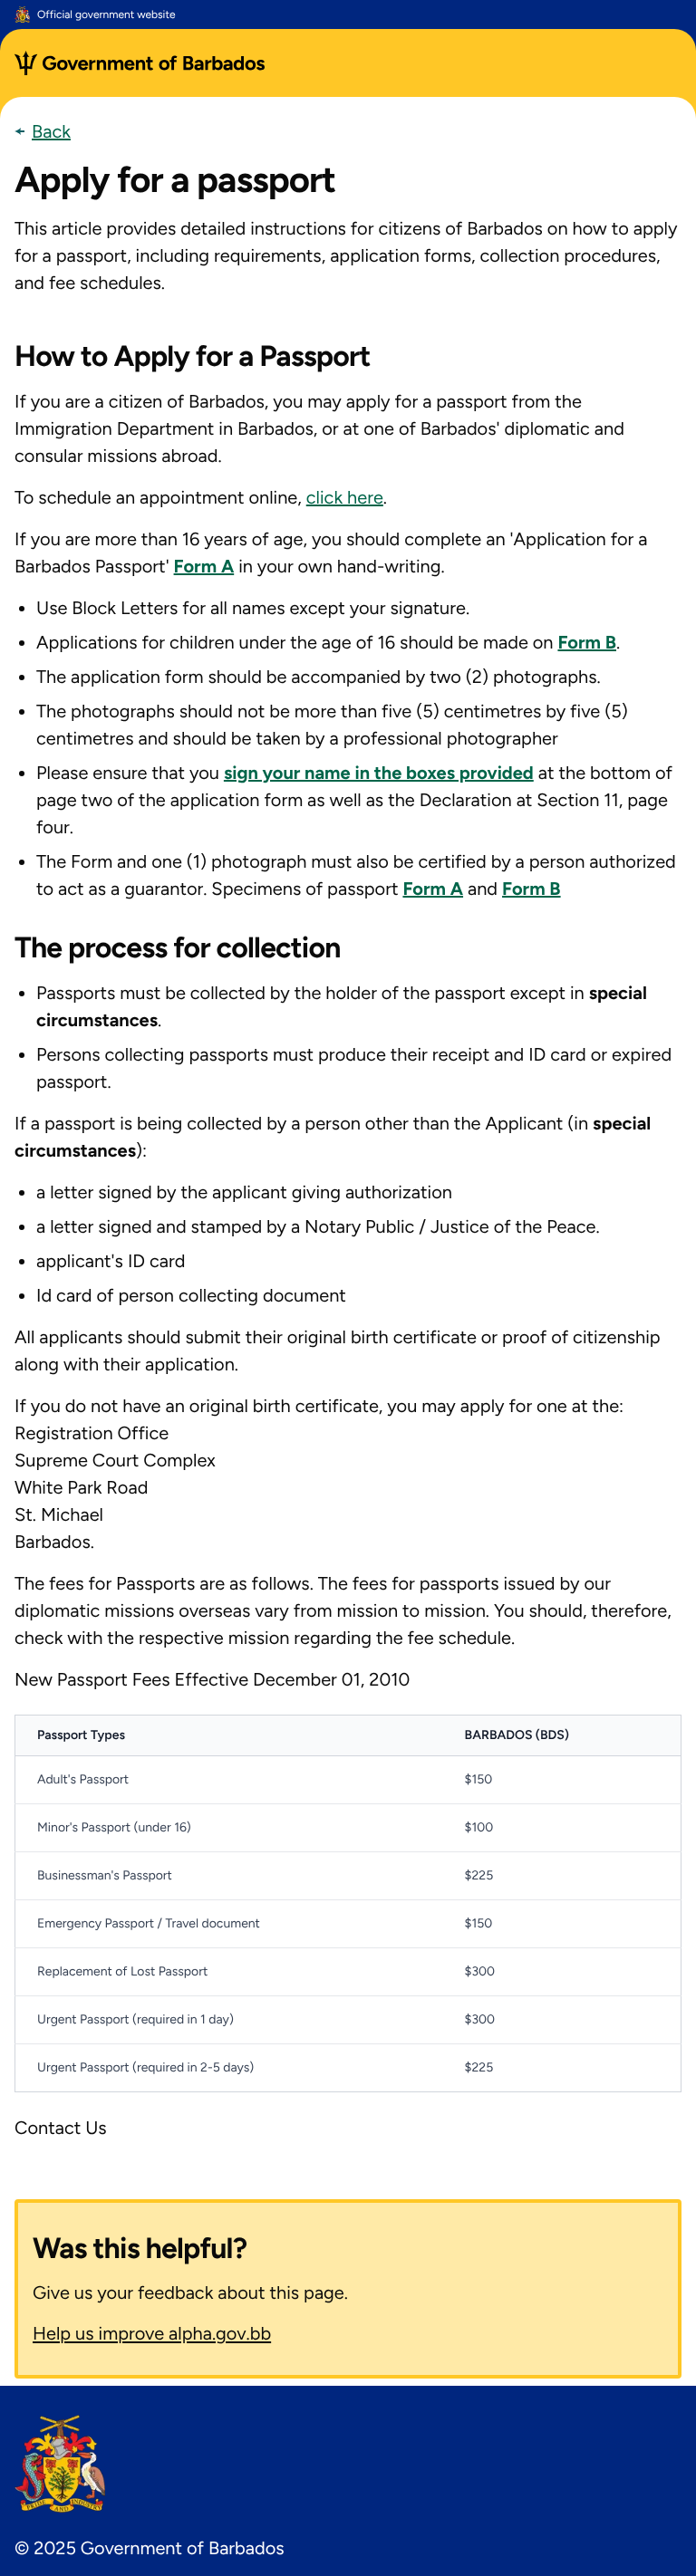 Official government website
Government of Barbados
Back
Apply for a passport
This article provides detailed instructions for citizens of Barbados on how to apply
for a passport, including requirements, application forms, collection procedures,
and fee schedules.
How to Apply for a Passport
If you are a citizen of Barbados, you may apply for a passport from the
Immigration Department in Barbados, or at one of Barbados' diplomatic and
consular missions abroad.
To schedule an appointment online, click here.
If you are more than 16 years of age, you should complete an 'Application for a
Barbados Passport' Form A in your own hand-writing.
• Use Block Letters for all names except your signature.
• Applications for children under the age of 16 should be made on Form B.
• The application form should be accompanied by two (2) photographs.
• The photographs should not be more than five (5) centimetres by five (5)
centimetres and should be taken by a professional photographer
• Please ensure that you sign your name in the boxes provided at the bottom of
page two of the application form as well as the Declaration at Section 11, page
four.
• The Form and one (1) photograph must also be certified by a person authorized
to act as a guarantor. Specimens of passport Form A and Form B
The process for collection
• Passports must be collected by the holder of the passport except in special
circumstances.
• Persons collecting passports must produce their receipt and ID card or expired
passport.
If a passport is being collected by a person other than the Applicant (in special
circumstances):
• a letter signed by the applicant giving authorization
• a letter signed and stamped by a Notary Public / Justice of the Peace.
• applicant's ID card
• Id card of person collecting document
All applicants should submit their original birth certificate or proof of citizenship
along with their application.
If you do not have an original birth certificate, you may apply for one at the:
Registration Office
Supreme Court Complex
White Park Road
St. Michael
Barbados.
The fees for Passports are as follows. The fees for passports issued by our
diplomatic missions overseas vary from mission to mission. You should, therefore,
check with the respective mission regarding the fee schedule.
New Passport Fees Effective December 01, 2010
Passport Types BARBADOS (BDS)
Adult's Passport $150
Minor's Passport (under 16) $100
Businessman's Passport $225
Emergency Passport / Travel document $150
Replacement of Lost Passport $300
Urgent Passport (required in 1 day) $300
Urgent Passport (required in 2-5 days) $225
Contact Us
Was this helpful?
Give us your feedback about this page.
Help us improve alpha.gov.bb
PRIDE AND INDUSTRY
© 2025 Government of Barbados